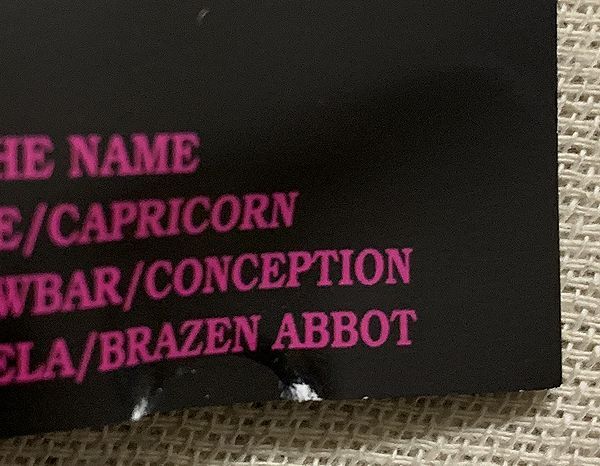 HE NAME
E/CAPRICORN
WBAR/CONCEPTION
ELA/BRAZEN ABBOT